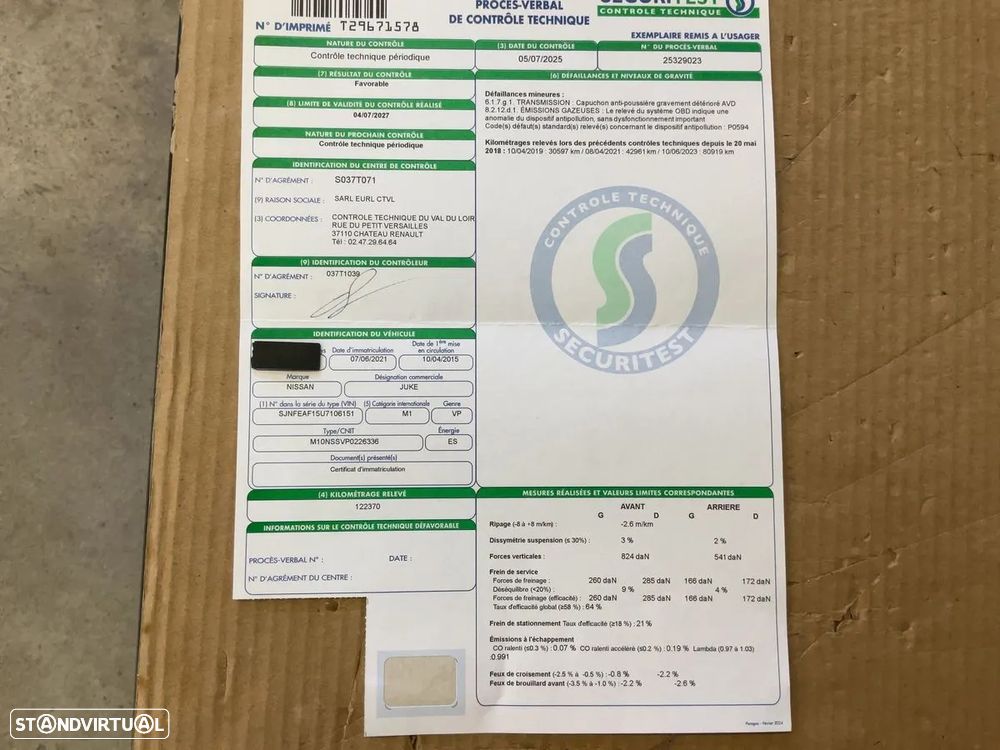 PROCÈS-VERBAL
DE CONTRÔLE TECHNIQUE
CONTROLE TECHNIQUE
N° D'IMPRIMÉ T29671578
EXEMPLAIRE REMIS A L'USAGER
NATURE DU CONTRÔLE
Contrôle technique périodique
(3) DATE DU CONTRÔLE
05/07/2025
N° DU PROCÈS-VERBAL
25329023
(7) RÉSULTAT DU CONTRÔLE
Favorable
(8) LIMITE DE VALIDITÉ DU CONTRÔLE RÉALISÉ
04/07/2027
NATURE DU PROCHAIN CONTRÔLE
Contrôle technique périodique
IDENTIFICATION DU CENTRE DE CONTRÔLE
N° D'AGRÉMENT : S037T071
(9) RAISON SOCIALE : SARL EURL CTVL
(3) COORDONNÉES : CONTROLE TECHNIQUE DU VAL DU LOIR
RUE DU PETIT VERSAILLES
37110 CHATEAU RENAULT
Tél : 02.47.29.64.64
(9) IDENTIFICATION DU CONTRÔLEUR
N° D'AGRÉMENT : 037T1039
SIGNATURE :
(6) DÉFAILLANCES ET NIVEAUX DE GRAVITÉ
Défaillances mineures :
6.1.7.g.1. TRANSMISSION : Capuchon anti-poussière gravement détérioré AVD
8.2.12.d.1. ÉMISSIONS GAZEUSES : Le relevé du système OBD indique une
anomalie du dispositif antipollution, sans dysfonctionnement important
Code(s) défaut(s) standard(s) relevé(s) concernant le dispositif antipollution : P0594
Kilométrages relevés lors des précédents contrôles techniques depuis le 20 mai
2018 : 10/04/2019 : 30597 km / 08/04/2021 : 42961 km / 10/06/2023 : 80919 km
CONTROLE TECHNIQUE
SECURITEST
IDENTIFICATION DU VÉHICULE
Date d'immatriculation
07/06/2021
Date de 1ère mise
en circulation
10/04/2015
Marque
NISSAN
Désignation commerciale
JUKE
(1) N° dans la série du type (VIN)
SJNFEAF15U7106151
(5) Catégorie internationale
M1
Genre
VP
Type/CNIT
M10NSSVP0226336
Énergie
ES
Document(s) présenté(s)
Certificat d'immatriculation
(4) KILOMÉTRAGE RELEVÉ
122370
INFORMATIONS SUR LE CONTRÔLE TECHNIQUE DÉFAVORABLE
PROCÈS-VERBAL N° : DATE :
N° D'AGRÉMENT DU CENTRE :
MESURES RÉALISÉES ET VALEURS LIMITES CORRESPONDANTES
AVANT ARRIERE
G D G D
Ripage (-8 à +8 m/km) : -2.6 m/km
Dissymétrie suspension (≤ 30%) : 3 % 2 %
Forces verticales : 824 daN 541 daN
Frein de service
Forces de freinage : 260 daN 285 daN 166 daN 172 daN
Déséquilibre (<20%) : 9 % 4 %
Forces de freinage (efficacité) : 260 daN 285 daN 166 daN 172 daN
Taux d'efficacité global (≥58 %) : 64 %
Frein de stationnement Taux d'efficacité (≥18 %) : 21 %
Émissions à l'échappement
CO ralenti (≤0.3 %) : 0.07 % CO ralenti accéléré (≤0.2 %) : 0.19 % Lambda (0.97 à 1.03)
:0.991
Feux de croisement (-2.5 % à -0.5 %) : -0.8 % -2.2 %
Feux de brouillard avant (-3.5 % à -1.0 %) : -2.2 % -2.6 %
STANDVIRTUAL